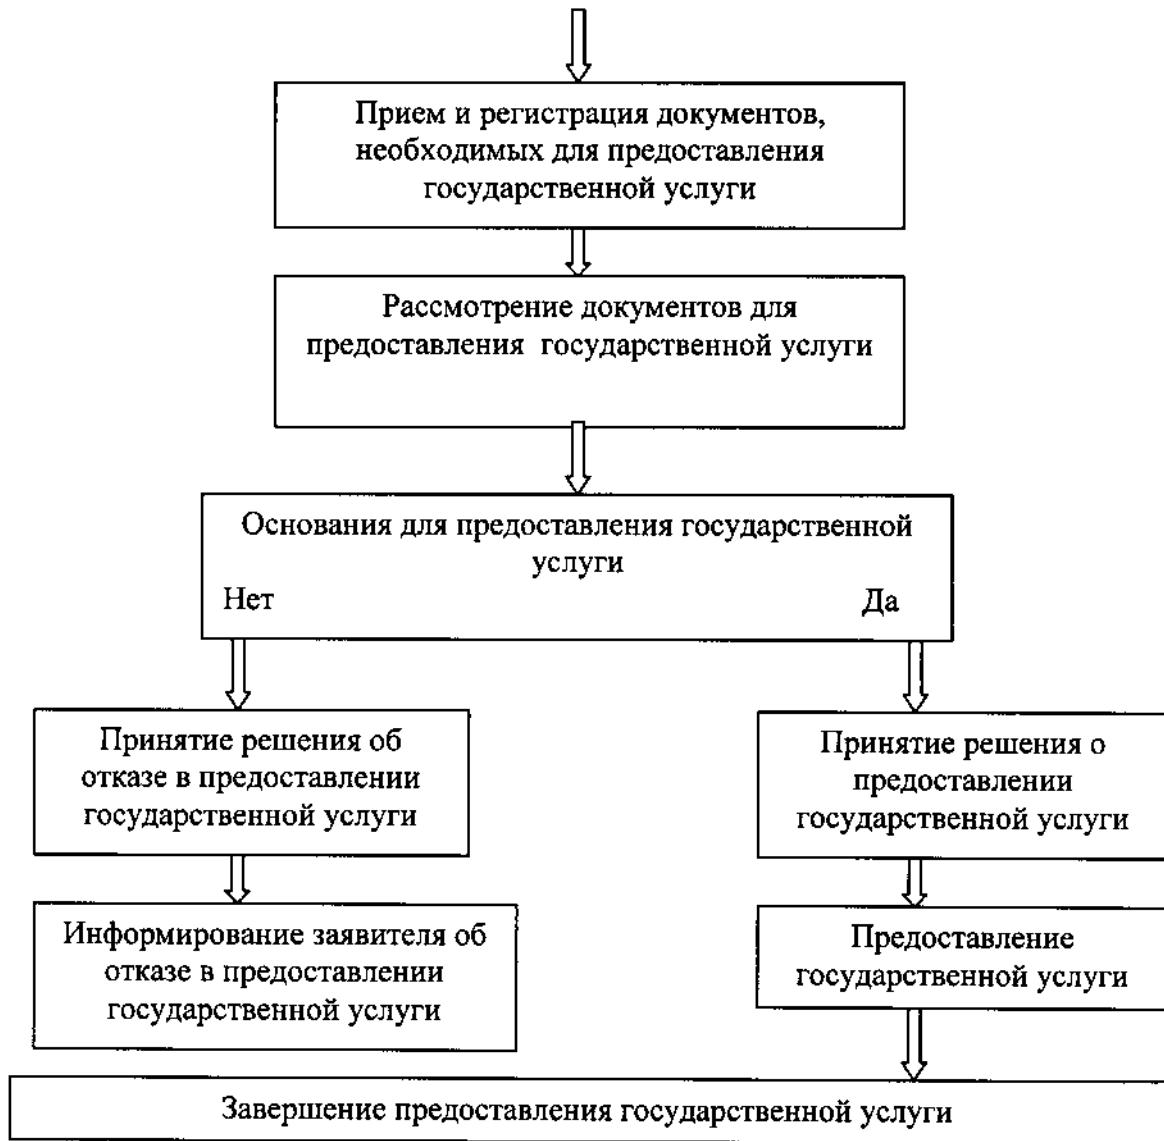 Прием и регистрация документов,
необходимых для предоставления
государственной услуги
Рассмотрение документов для
предоставления государственной услуги
Основания для предоставления государственной
услуги
Нет Да
Принятие решения об
отказе в предоставлении
государственной услуги
Принятие решения о
предоставлении
государственной услуги
Информирование заявителя об
отказе в предоставлении
государственной услуги
Предоставление
государственной услуги
Завершение предоставления государственной услуги